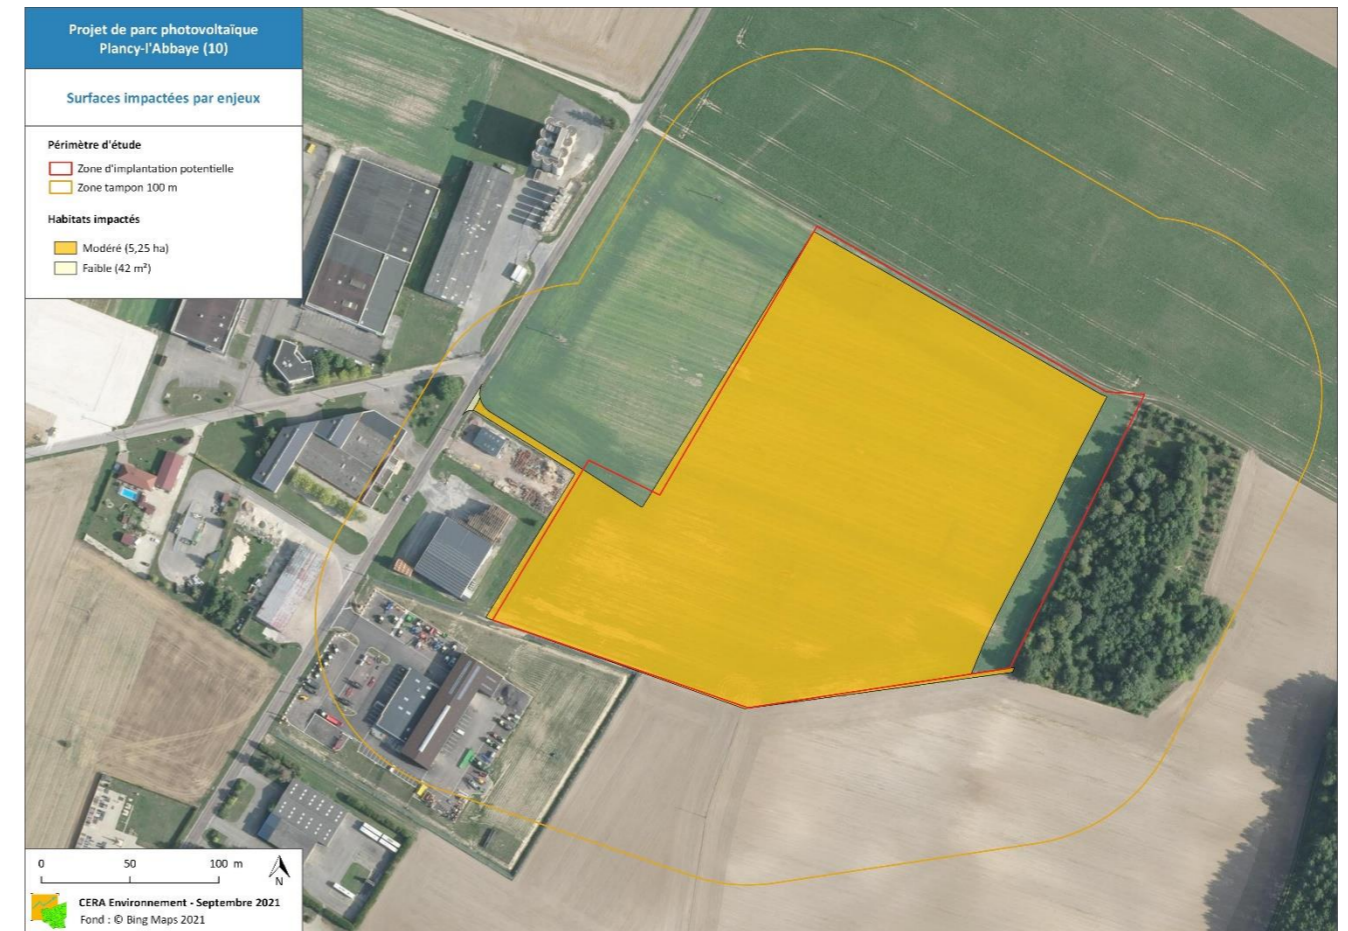 Projet de parc photovoltaïque
Plancy-l'Abbaye (10)
Surfaces impactées par enjeux
Périmètre d'étude
Zone d'implantation potentielle
Zone tampon 100 m
Habitats impactés
Modéré (5,25 ha)
Faible (42 m²)
0 50 100 m
N
CERA Environnement - Septembre 2021
Fond : © Bing Maps 2021